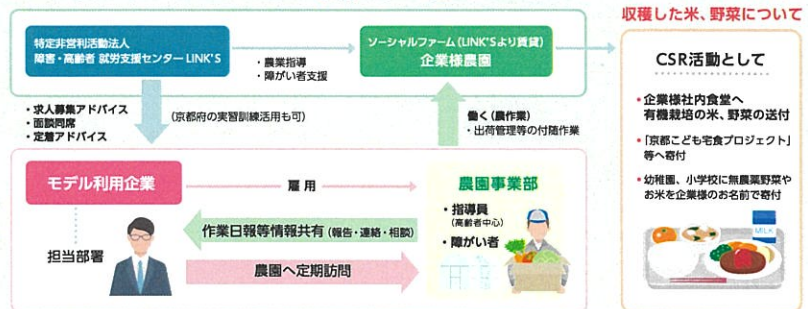 特定非営利活動法人
障害・高齢者 就労支援センター LINK'S
・農業指導
・障がい者支援
ソーシャルファーム(LINK'Sより賃貸)
企業様農園
・求人募集アドバイス
・面談同席
・定着アドバイス
(京都府の実習訓練活用も可)
働く(農作業)
・出荷管理等の付随作業
モデル利用企業
雇用
農園事業部
・指導員
(高齢者中心)
・障がい者
担当部署
作業日報等情報共有(報告・連絡・相談)
農園へ定期訪問
収穫した米、野菜について
CSR活動として
・企業様社内食堂へ
有機栽培の米、野菜の送付
・「京都こども宅食プロジェクト」
等へ寄付
・幼稚園、小学校に無農薬野菜や
お米を企業様のお名前で寄付
MILK